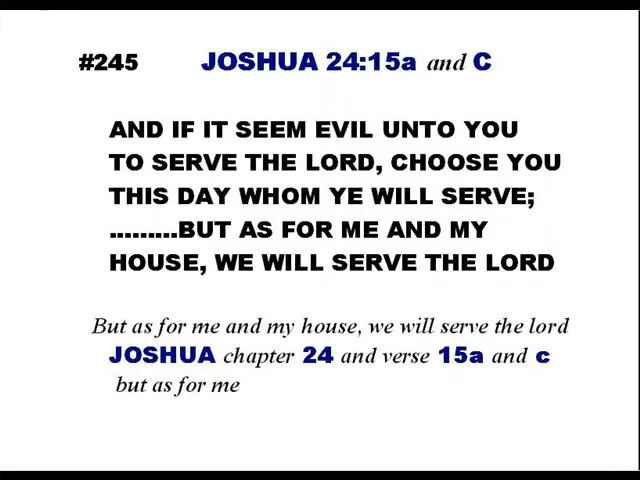 #245 JOSHUA 24:15a and C
AND IF IT SEEM EVIL UNTO YOU
TO SERVE THE LORD, CHOOSE YOU
THIS DAY WHOM YE WILL SERVE;
.........BUT AS FOR ME AND MY
HOUSE, WE WILL SERVE THE LORD
But as for me and my house, we will serve the lord
JOSHUA chapter 24 and verse 15a and c
but as for me